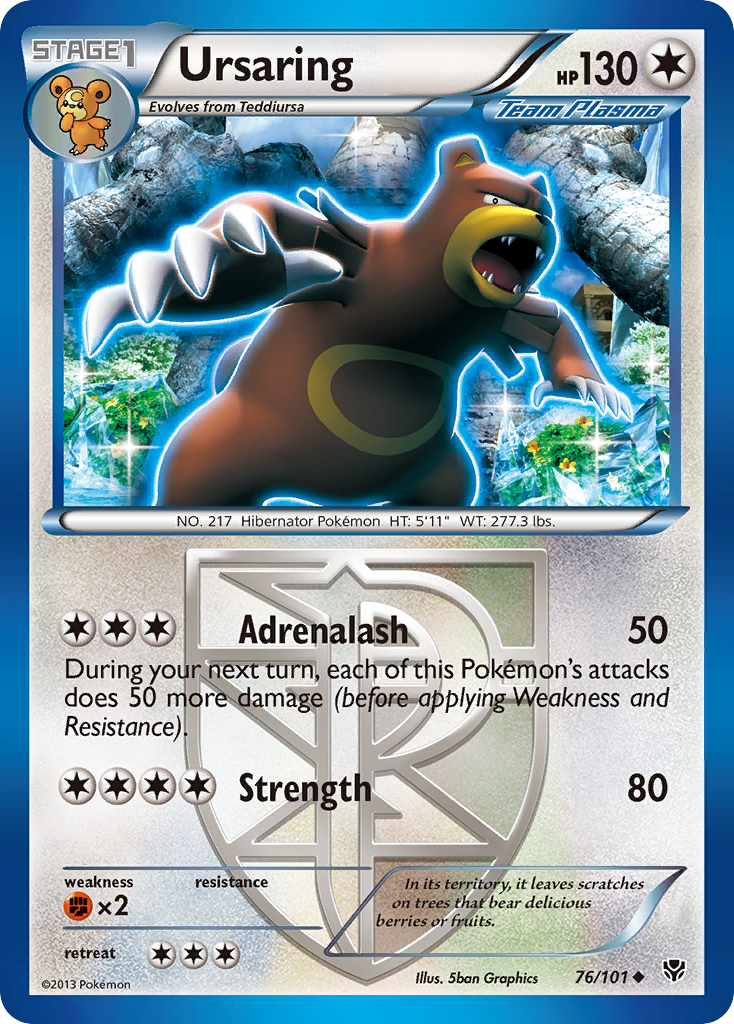 STAGE1
Ursaring
HP130
Evolves from Teddiursa
Team Plasma
NO. 217 Hibernator Pokémon HT: 5'11" WT: 277.3 lbs.
Adrenalash 50
During your next turn, each of this Pokémon's attacks
does 50 more damage (before applying Weakness and
Resistance).
Strength 80
weakness resistance
×2
retreat
In its territory, it leaves scratches
on trees that bear delicious
berries or fruits.
©2013 Pokémon
Illus. 5ban Graphics 76/101